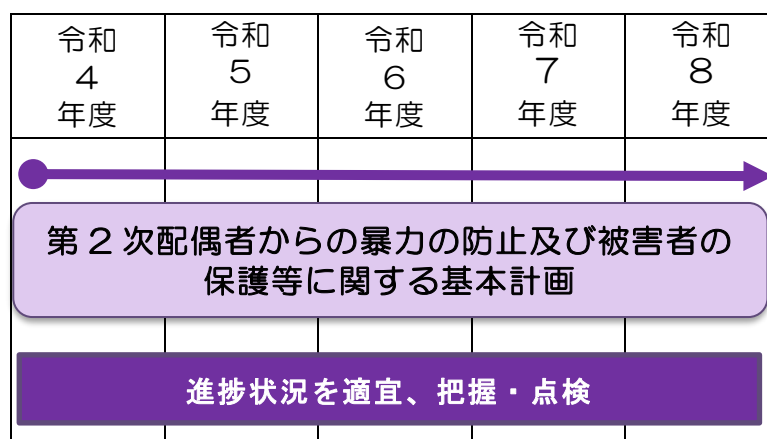 令和
4
年度
令和
5
年度
令和
6
年度
令和
7
年度
令和
8
年度
第2次配偶者からの暴力の防止及び被害者の
保護等に関する基本計画
進捗状況を適宜、把握・点検